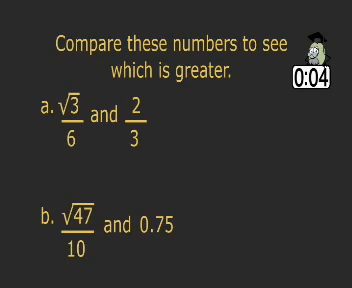 Compare these numbers to see
which is greater.
0:04
a. √3/6 and 2/3
b. √47/10 and 0.75